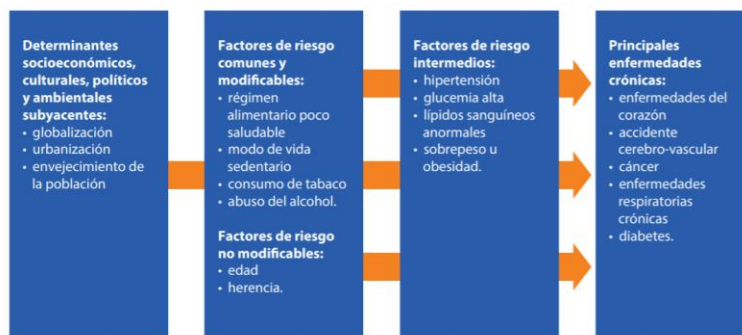 Determinantes
socioeconómicos,
culturales, políticos
y ambientales
subyacentes:
• globalización
• urbanización
• envejecimiento de
la población
Factores de riesgo
comunes y
modificables:
• régimen
alimentario poco
saludable
• modo de vida
sedentario
• consumo de tabaco
• abuso del alcohol.
Factores de riesgo
no modificables:
• edad
• herencia.
Factores de riesgo
intermedios:
• hipertensión
• glucemia alta
• lípidos sanguíneos
anormales
• sobrepeso u
obesidad.
Principales
enfermedades
crónicas:
• enfermedades del
corazón
• accidente
cerebro-vascular
• cáncer
• enfermedades
respiratorias
crónicas
• diabetes.